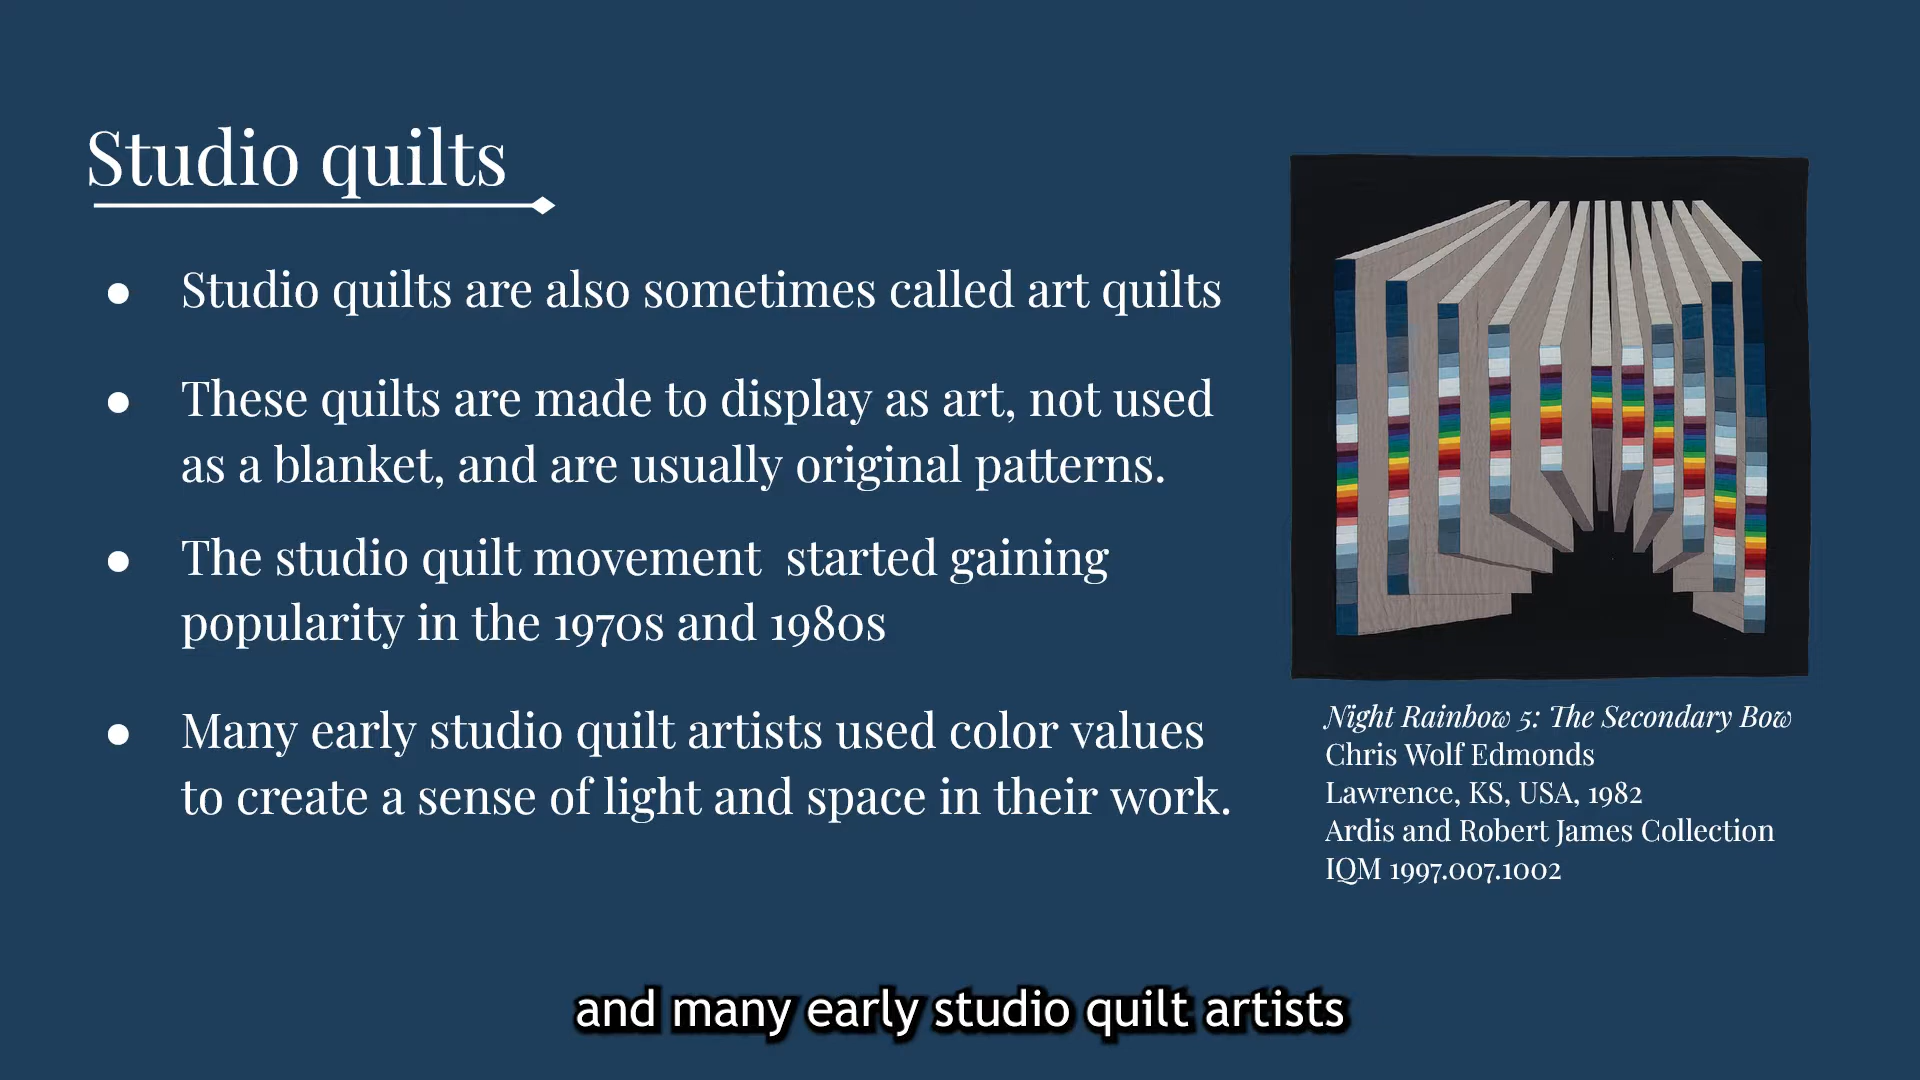 Studio quilts
● Studio quilts are also sometimes called art quilts
● These quilts are made to display as art, not used
as a blanket, and are usually original patterns.
● The studio quilt movement  started gaining
popularity in the 1970s and 1980s
● Many early studio quilt artists used color values
to create a sense of light and space in their work.
Night Rainbow 5: The Secondary Bow
Chris Wolf Edmonds
Lawrence, KS, USA, 1982
Ardis and Robert James Collection
IQM 1997.007.1002
and many early studio quilt artists